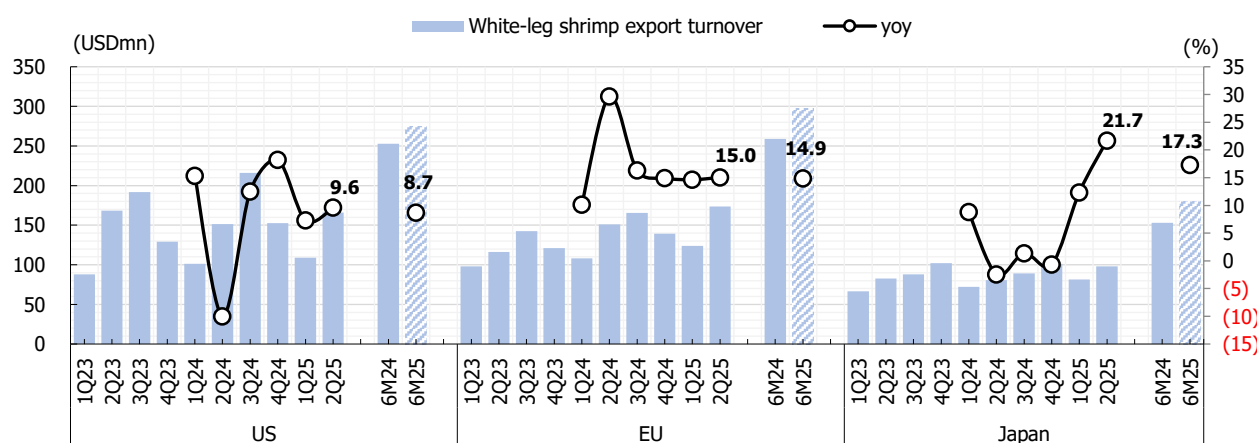 White-leg shrimp export turnover yoy
(USDmn) (%)
350 35
300 30
250 25
200 20
150 15
100 10
50 5
0 0
(5)
(10)
(15)
9.6 8.7 15.0 14.9 21.7 17.3
1Q23 2Q23 3Q23 4Q23 1Q24 2Q24 3Q24 4Q24 1Q25 2Q25 6M24 6M25
1Q23 2Q23 3Q23 4Q23 1Q24 2Q24 3Q24 4Q24 1Q25 2Q25 6M24 6M25
1Q23 2Q23 3Q23 4Q23 1Q24 2Q24 3Q24 4Q24 1Q25 2Q25 6M24 6M25
US EU Japan